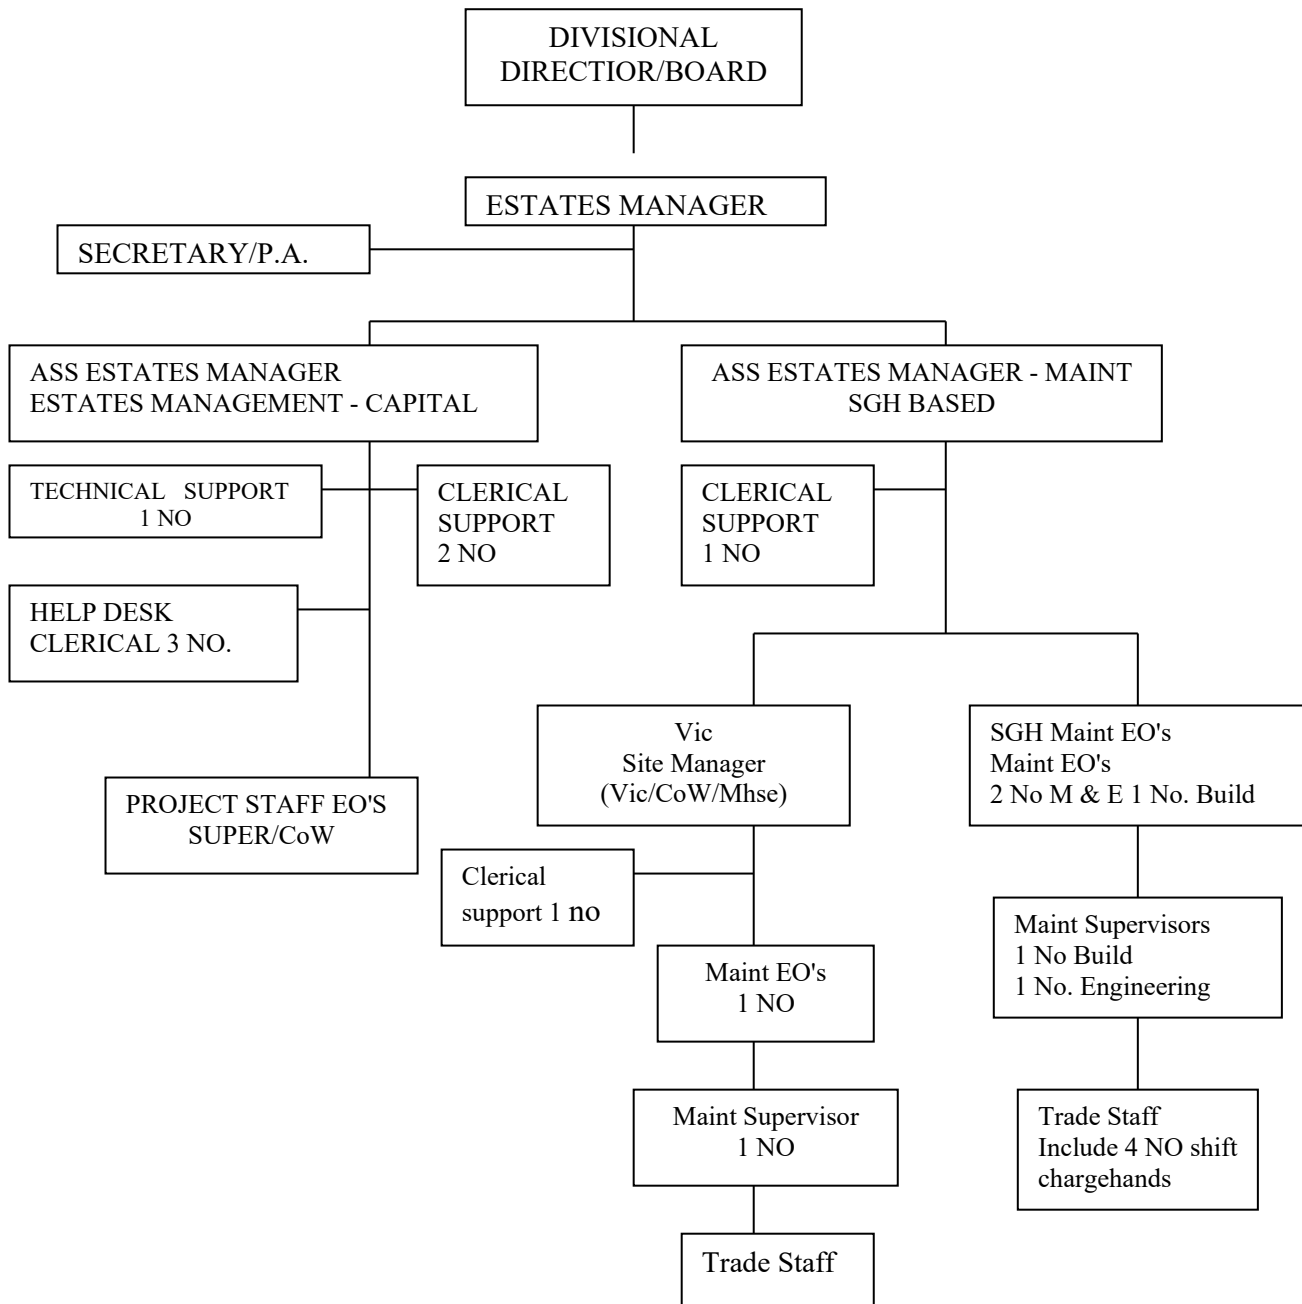 DIVISIONAL
DIRECTIOR/BOARD
ESTATES MANAGER
SECRETARY/P.A.
ASS ESTATES MANAGER
ESTATES MANAGEMENT - CAPITAL
ASS ESTATES MANAGER - MAINT
SGH BASED
TECHNICAL SUPPORT
1 NO
CLERICAL
SUPPORT
2 NO
CLERICAL
SUPPORT
1 NO
HELP DESK
CLERICAL 3 NO.
PROJECT STAFF EO'S
SUPER/CoW
Vic
Site Manager
(Vic/CoW/Mhse)
SGH Maint EO's
Maint EO's
2 No M & E 1 No. Build
Clerical
support 1 no
Maint EO's
1 NO
Maint Supervisors
1 No Build
1 No. Engineering
Maint Supervisor
1 NO
Trade Staff
Include 4 NO shift
chargehands
Trade Staff